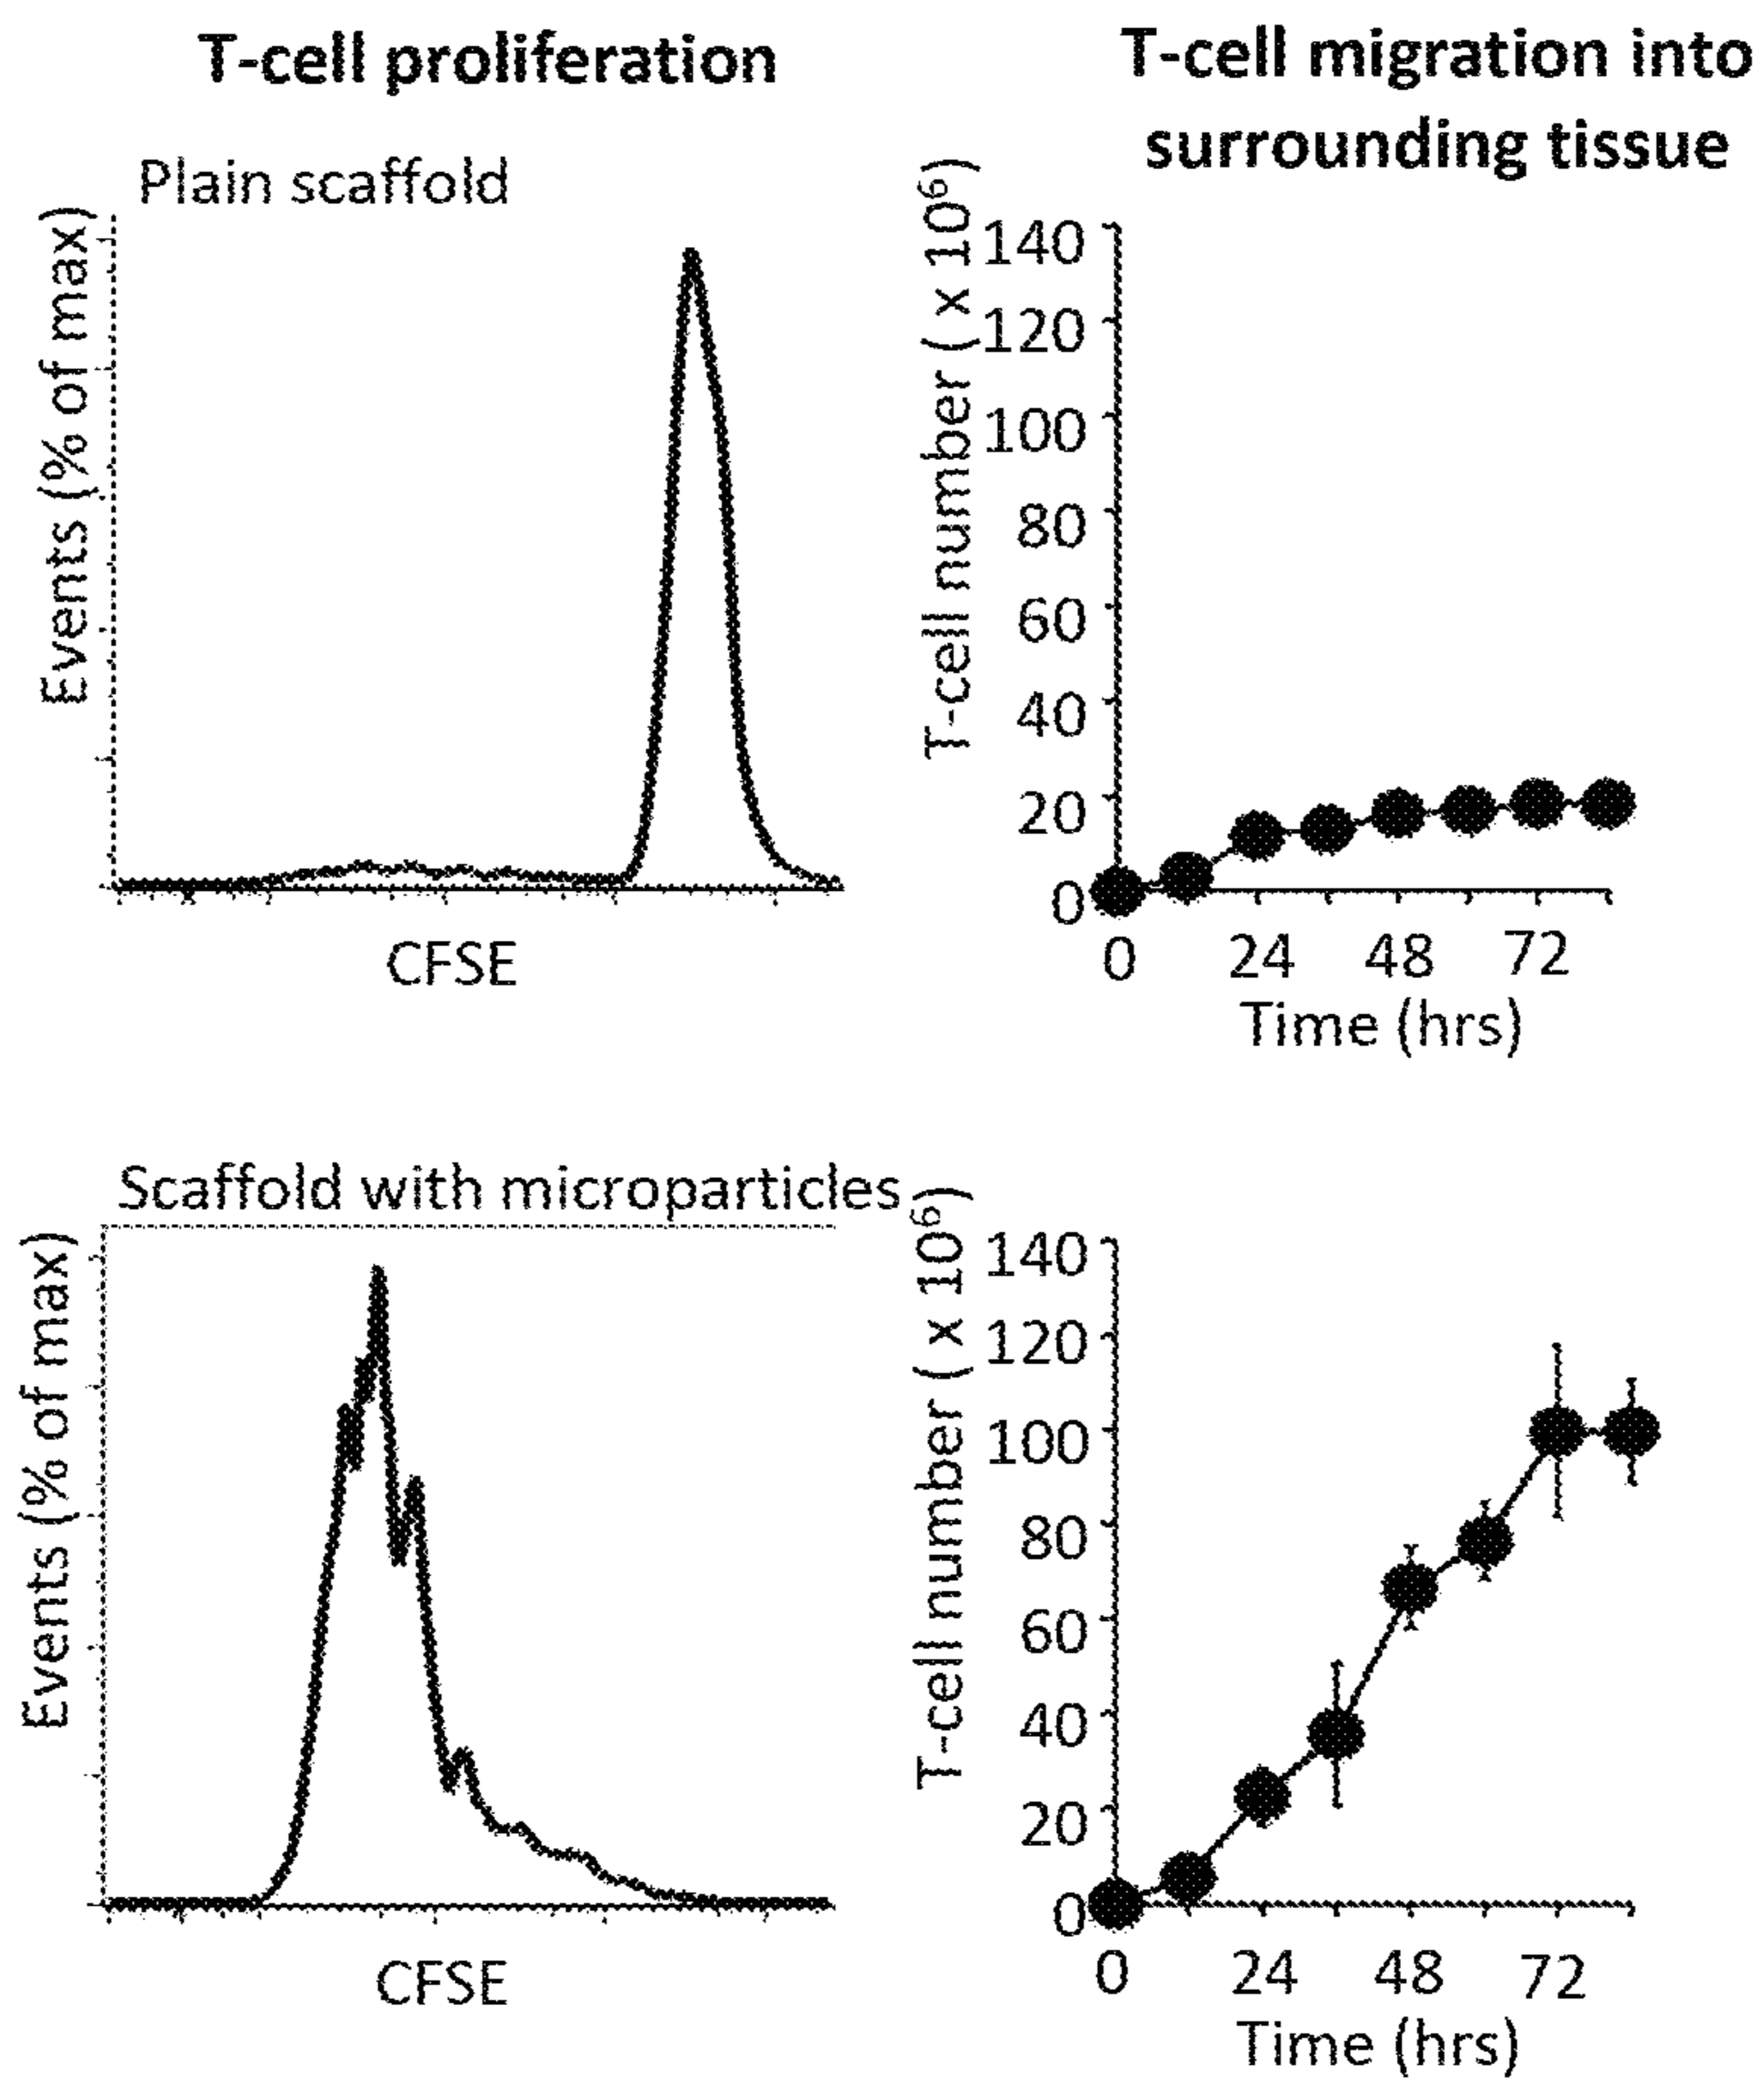 T-cell proliferation
T-cell migration into
surrounding tissue
Plain scaffold
Events (% of max)
CFSE
T-cell number ( x 10⁶)
140
120
100
80
60
40
20
0
0 24 48 72
Time (hrs)
Scaffold with microparticles
Events (% of max)
CFSE
T-cell number ( x 10⁶)
140
120
100
80
60
40
20
0
0 24 48 72
Time (hrs)